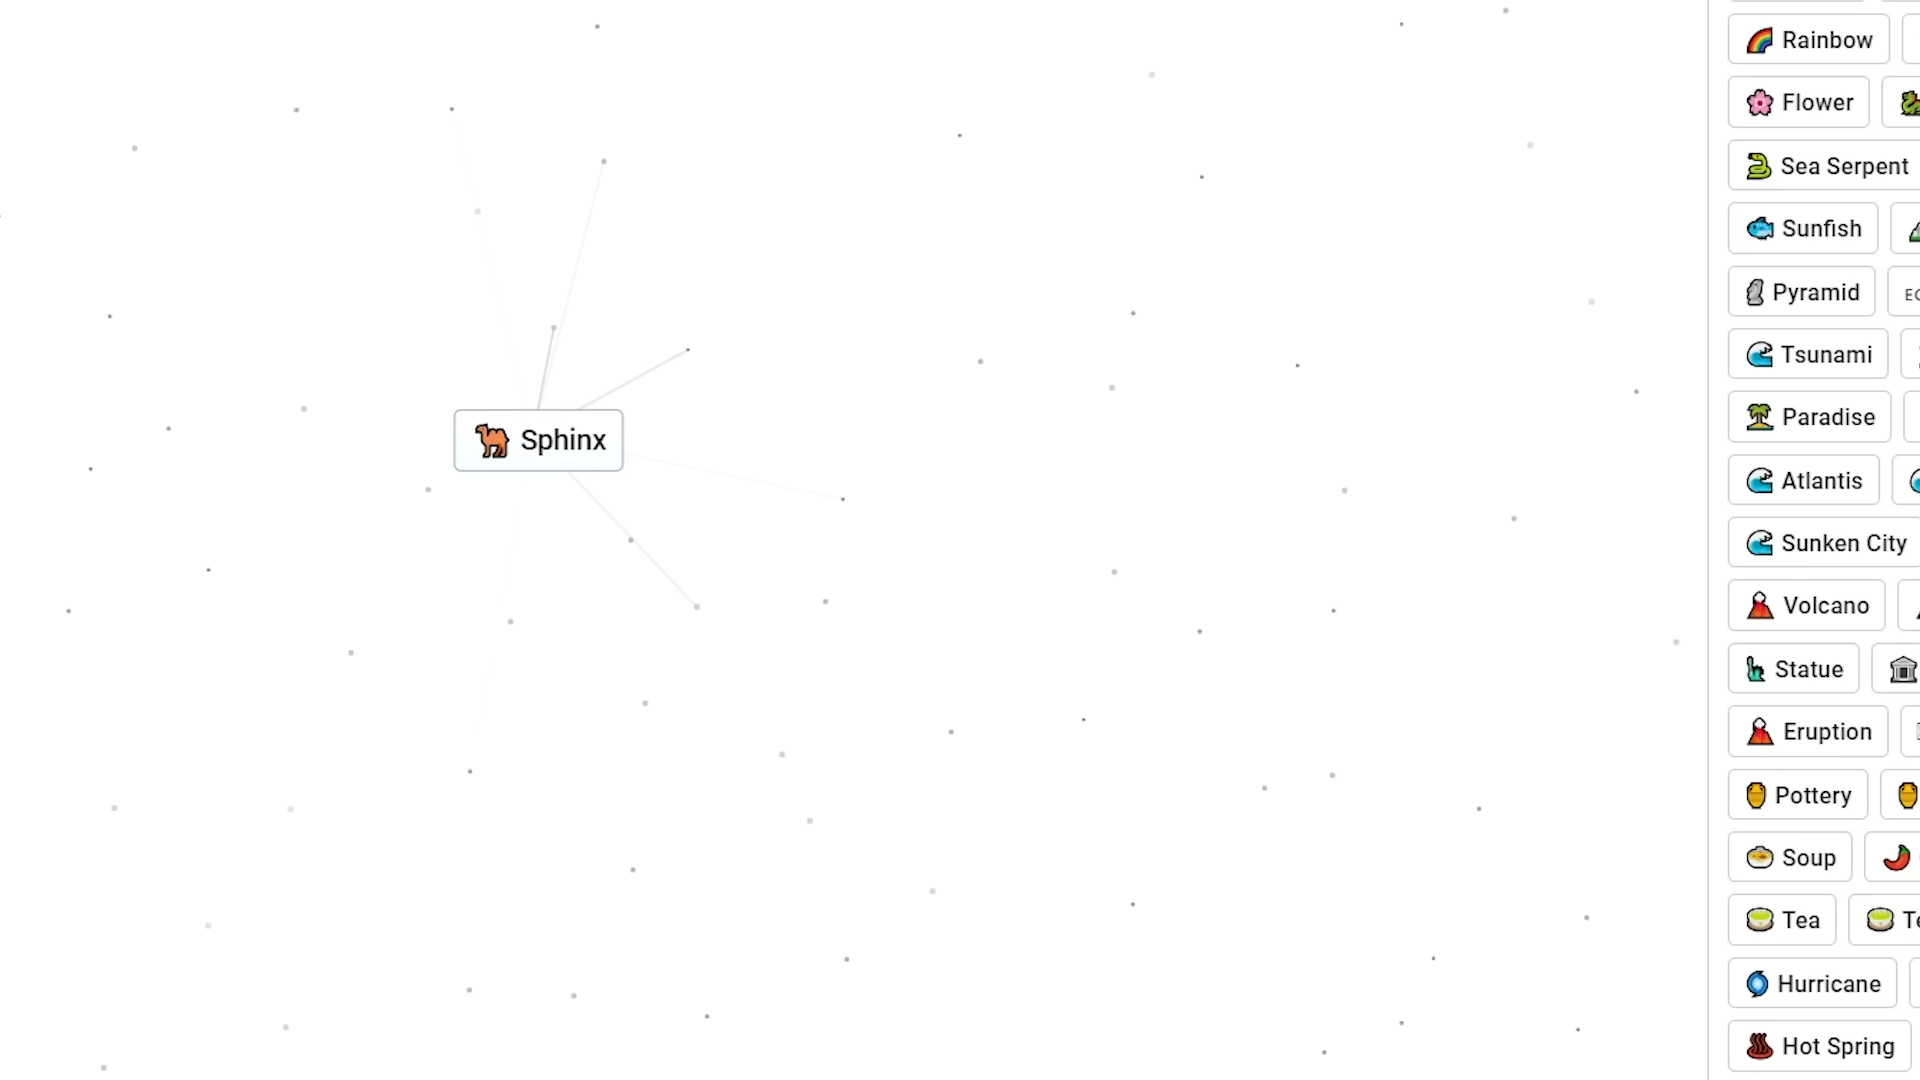 Rainbow
Flower
Sea Serpent
Sunfish
Pyramid
Tsunami
Paradise
Sphinx
Atlantis
Sunken City
Volcano
Statue
Eruption
Pottery
Soup
Tea
Hurricane
Hot Spring